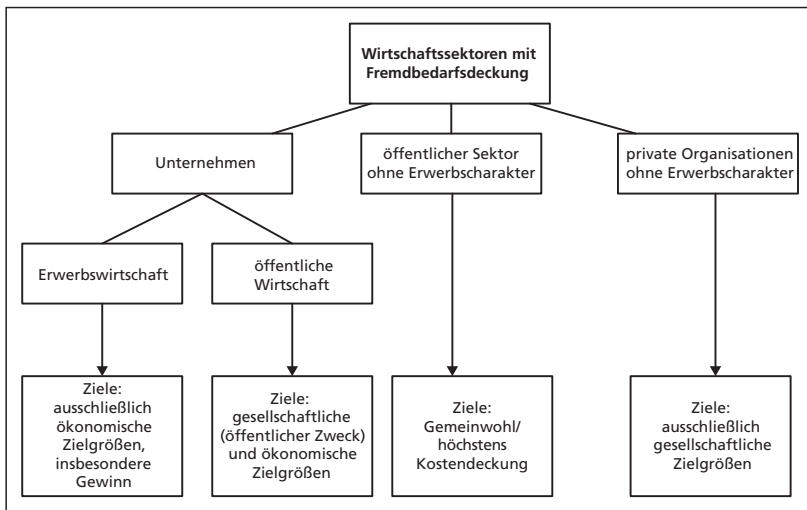 Wirtschaftssektoren mit
Fremdbedarfsdeckung
Unternehmen
öffentlicher Sektor
ohne Erwerbscharakter
private Organisationen
ohne Erwerbscharakter
Erwerbswirtschaft
öffentliche
Wirtschaft
Ziele:
ausschließlich
ökonomische
Zielgrößen,
insbesondere
Gewinn
Ziele:
gesellschaftliche
(öffentlicher Zweck)
und ökonomische
Zielgrößen
Ziele:
Gemeinwohl/
höchstens
Kostendeckung
Ziele:
ausschließlich
gesellschaftliche
Zielgrößen